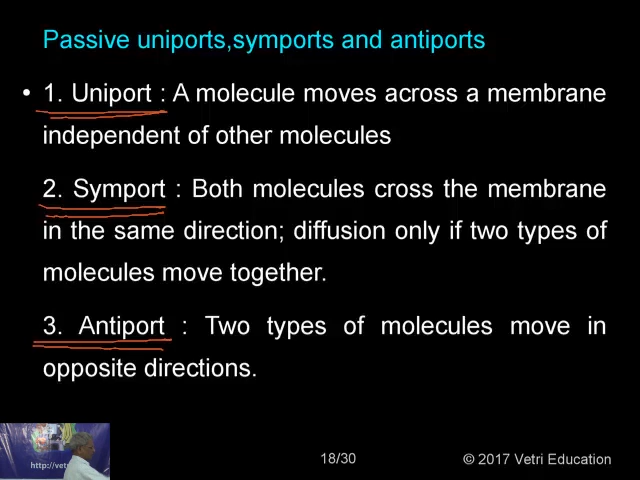 Passive uniports,symports and antiports
• 1. Uniport : A molecule moves across a membrane
independent of other molecules
2. Symport : Both molecules cross the membrane
in the same direction; diffusion only if two types of
molecules move together.
3. Antiport : Two types of molecules move in
opposite directions.
http://vet
18/30
© 2017 Vetri Education